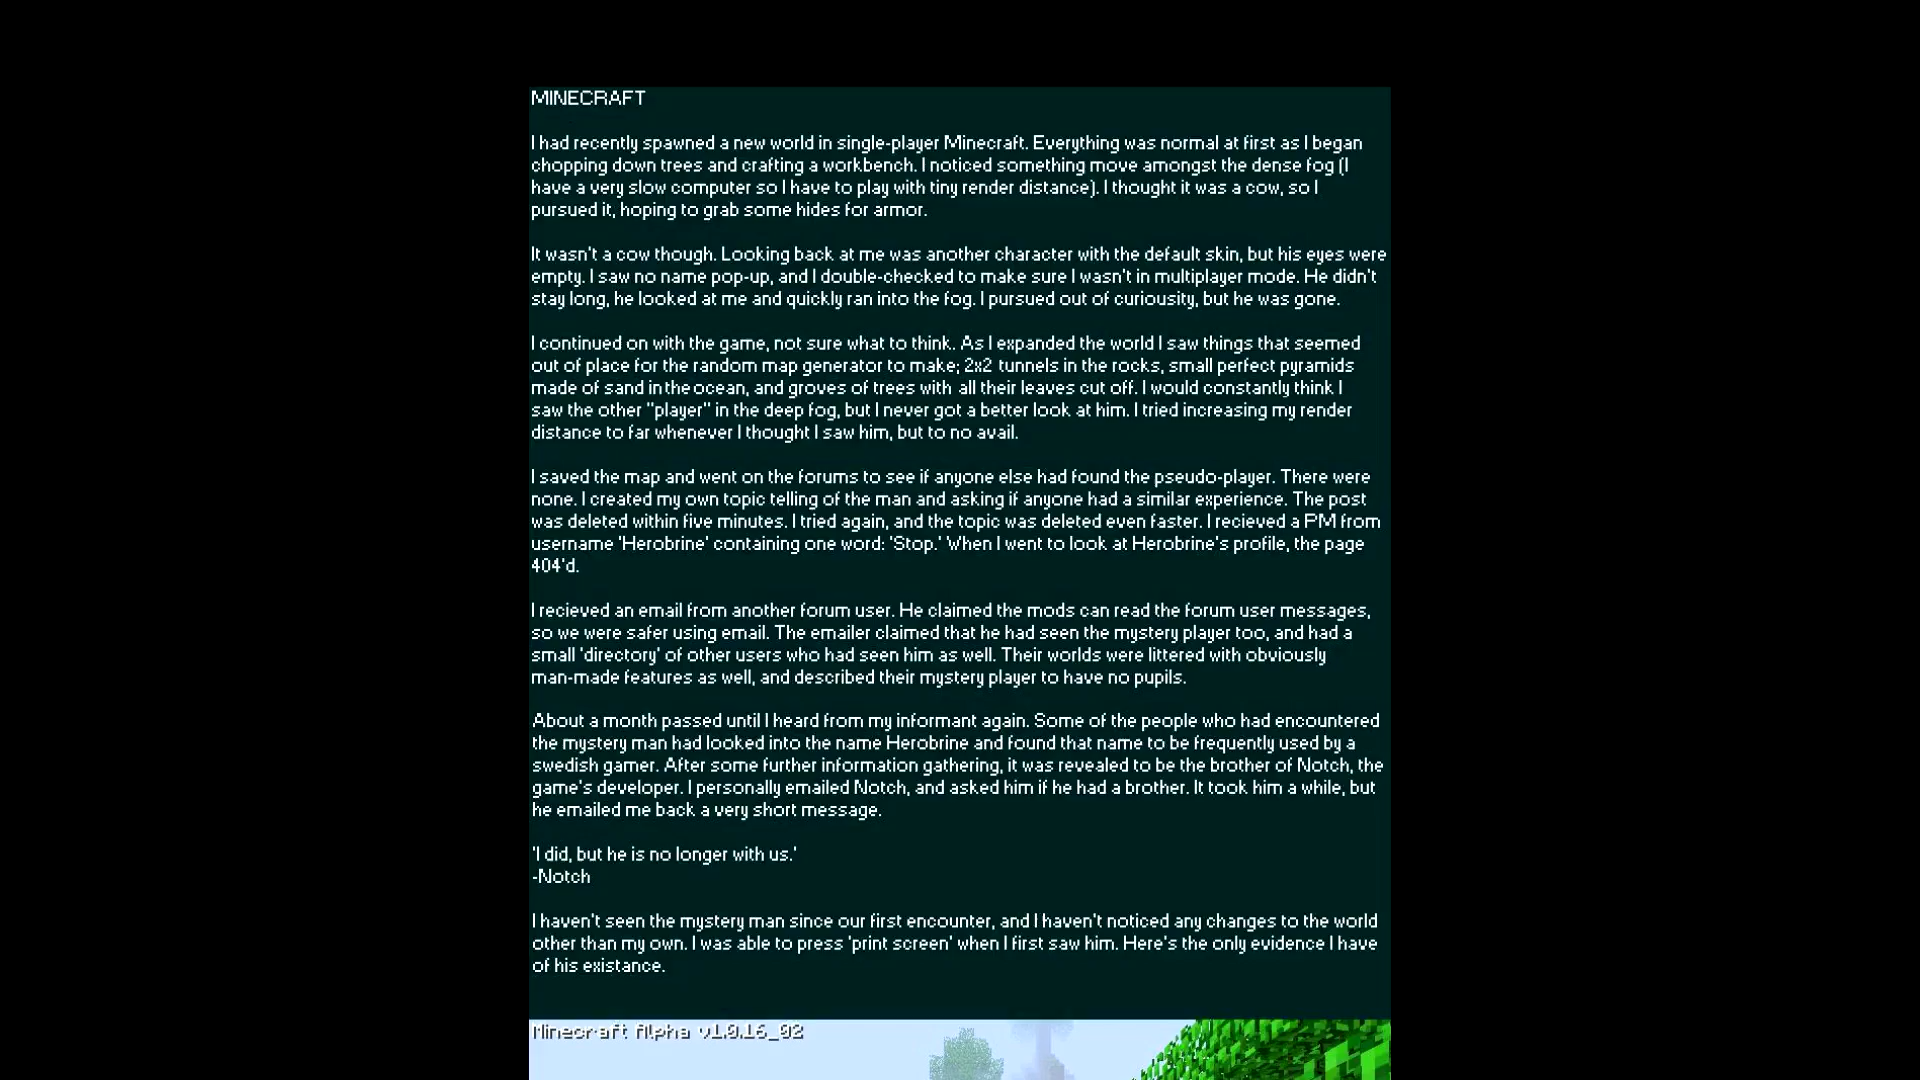 MINECRAFT
I had recently spawned a new world in single-player Minecraft. Everything was normal at first as I began
chopping down trees and crafting a workbench. I noticed something move amongst the dense fog (I
have a very slow computer so I have to play with tiny render distance). I thought it was a cow, so I
pursued it, hoping to grab some hides for armor.
It wasn't a cow though. Looking back at me was another character with the default skin, but his eyes were
empty. I saw no name pop-up, and I double-checked to make sure I wasn't in multiplayer mode. He didn't
stay long, he looked at me and quickly ran into the fog. I pursued out of curiousity, but he was gone.
I continued on with the game, not sure what to think. As I expanded the world I saw things that seemed
out of place for the random map generator to make; 2x2 tunnels in the rocks, small perfect pyramids
made of sand in the ocean, and groves of trees with all their leaves cut off. I would constantly think I
saw the other "player" in the deep fog, but I never got a better look at him. I tried increasing my render
distance to far whenever I thought I saw him, but to no avail.
I saved the map and went on the forums to see if anyone else had found the pseudo-player. There were
none. I created my own topic telling of the man and asking if anyone had a similar experience. The post
was deleted within five minutes. I tried again, and the topic was deleted even faster. I recieved a PM from
username 'Herobrine' containing one word: 'Stop.' When I went to look at Herobrine's profile, the page
404'd.
I recieved an email from another forum user. He claimed the mods can read the forum user messages,
so we were safer using email. The emailer claimed that he had seen the mystery player too, and had a
small 'directory' of other users who had seen him as well. Their worlds were littered with obviously
man-made features as well, and described their mystery player to have no pupils.
About a month passed until I heard from my informant again. Some of the people who had encountered
the mystery man had looked into the name Herobrine and found that name to be frequently used by a
swedish gamer. After some further information gathering, it was revealed to be the brother of Notch, the
game's developer. I personally emailed Notch, and asked him if he had a brother. It took him a while, but
he emailed me back a very short message.
'I did, but he is no longer with us.'
-Notch
I haven't seen the mystery man since our first encounter, and I haven't noticed any changes to the world
other than my own. I was able to press 'print screen' when I first saw him. Here's the only evidence I have
of his existance.
Minecraft Alpha v1.0.16_02